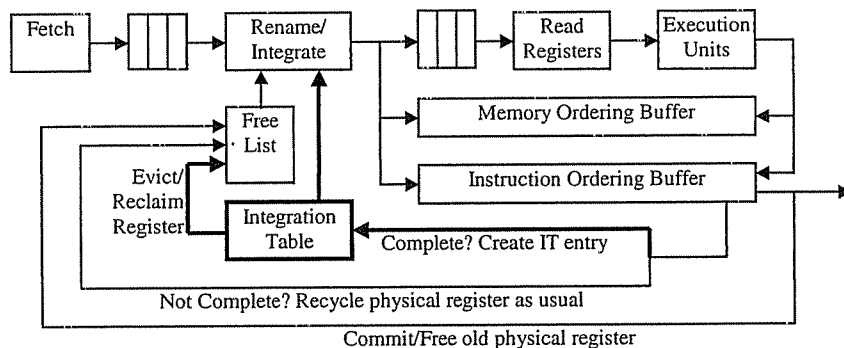 Fetch
Rename/
Integrate
Read
Registers
Execution
Units
Free
List
Memory Ordering Buffer
Instruction Ordering Buffer
Evict/
Reclaim
Register
Integration
Table
Complete? Create IT entry
Not Complete? Recycle physical register as usual
Commit/Free old physical register